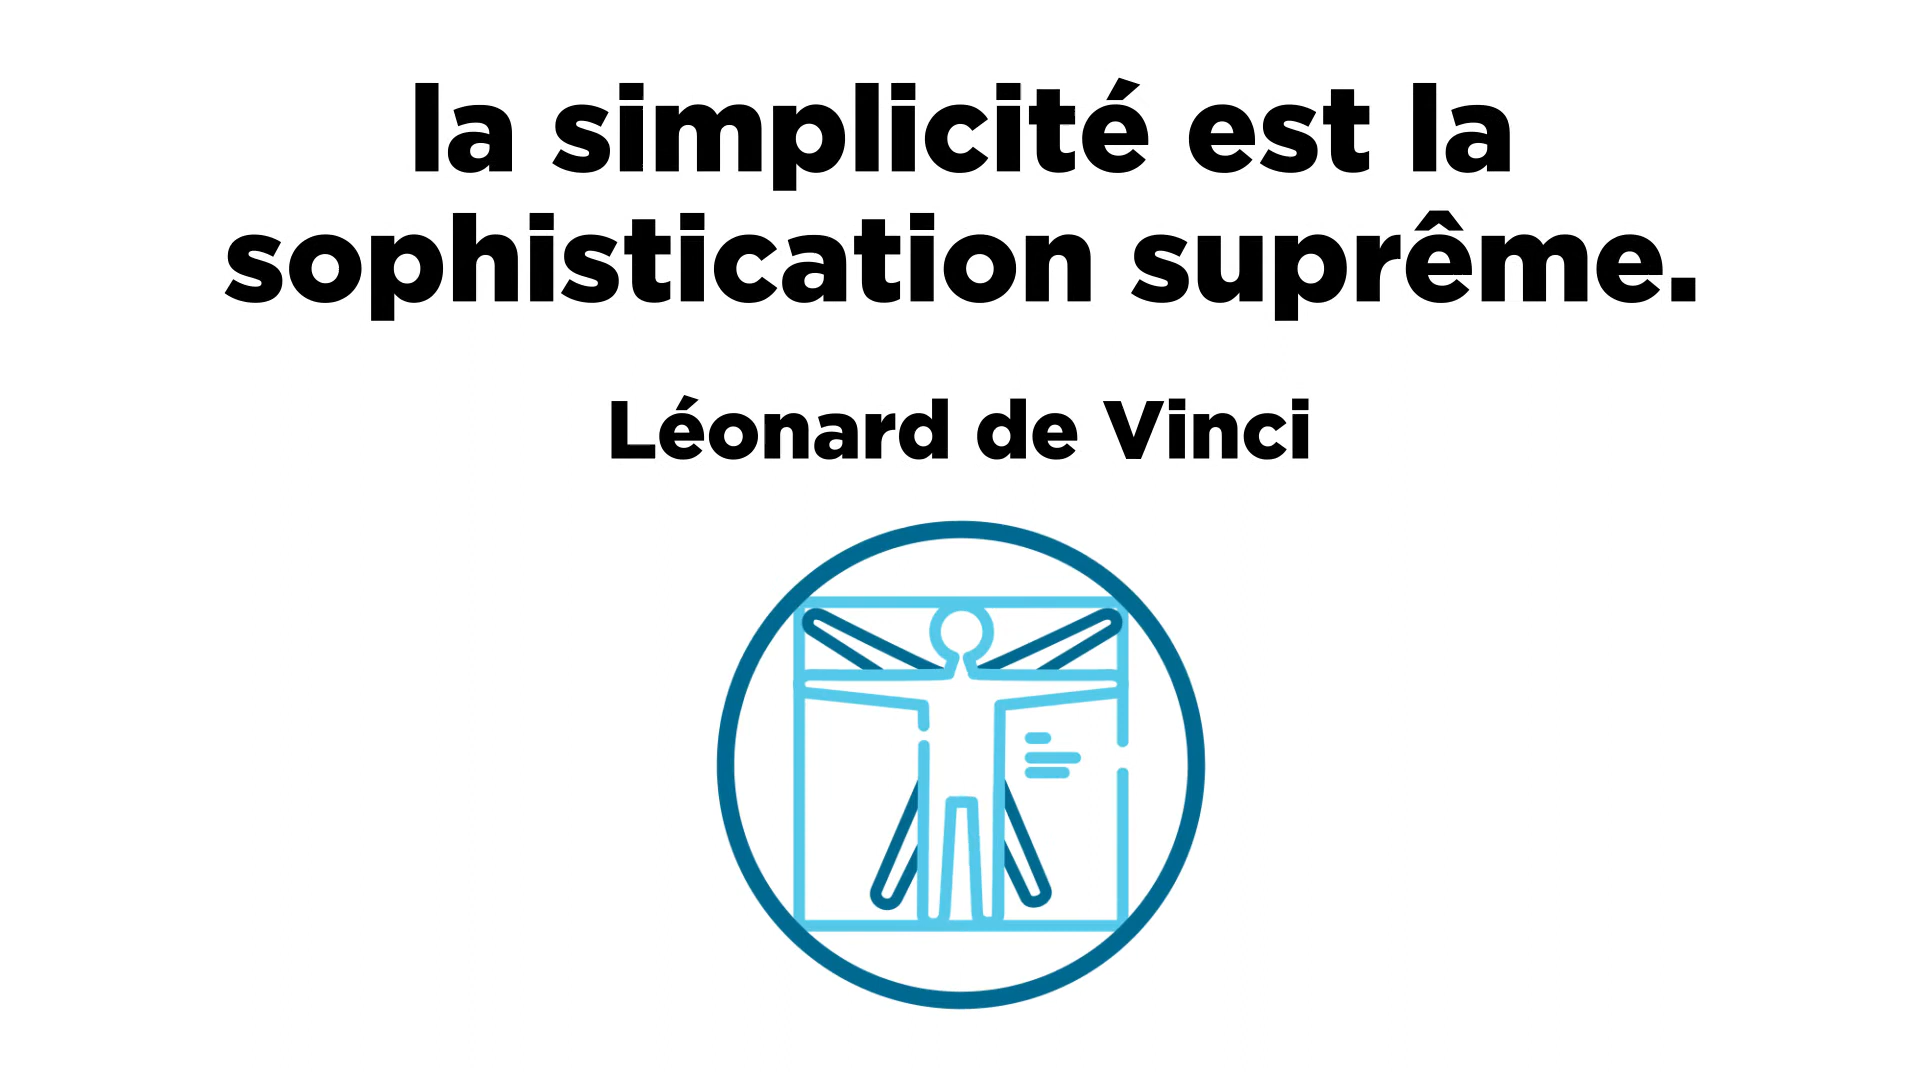 la simplicité est la
sophistication suprême.
Léonard de Vinci